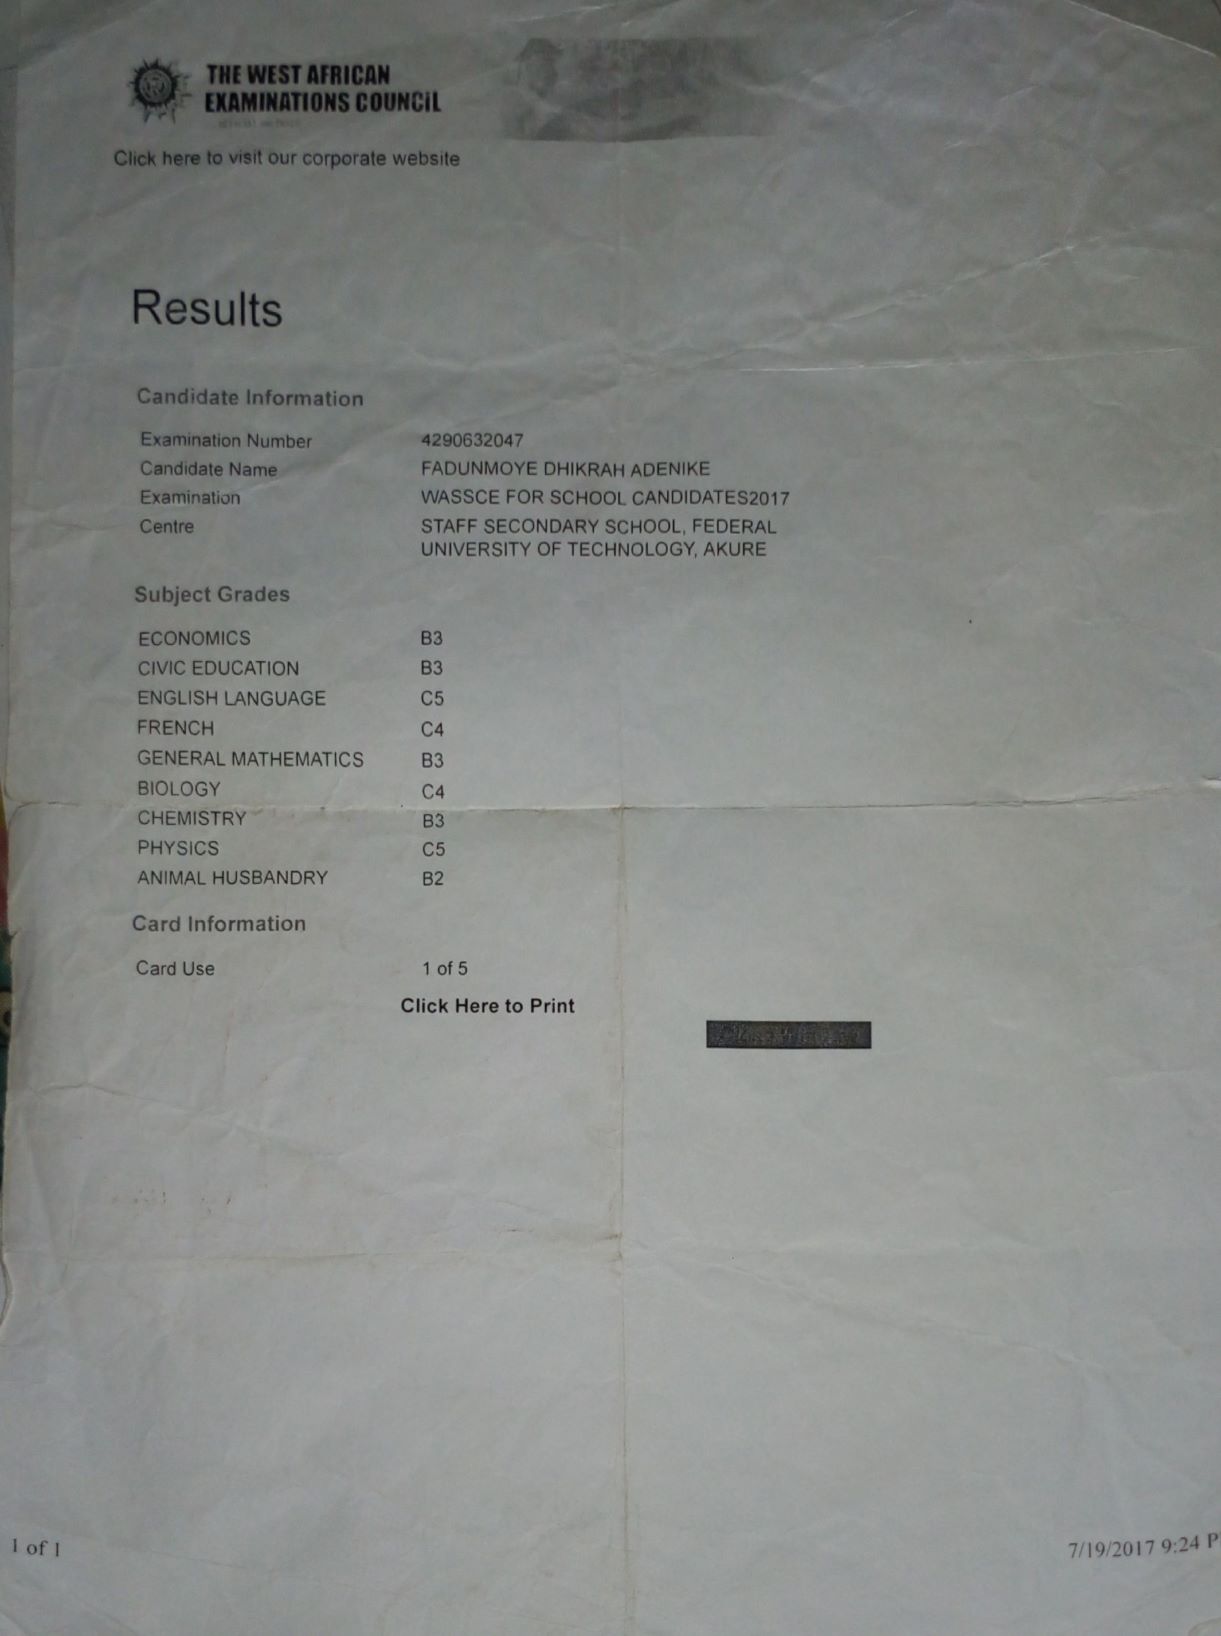 THE WEST AFRICAN
EXAMINATIONS COUNCIL
Click here to visit our corporate website
Results
Candidate Information
Examination Number 4290632047
Candidate Name FADUNMOYE DHIKRAH ADENIKE
Examination WASSCE FOR SCHOOL CANDIDATES2017
Centre STAFF SECONDARY SCHOOL, FEDERAL
UNIVERSITY OF TECHNOLOGY, AKURE
Subject Grades
ECONOMICS B3
CIVIC EDUCATION B3
ENGLISH LANGUAGE C5
FRENCH C4
GENERAL MATHEMATICS B3
BIOLOGY C4
CHEMISTRY B3
PHYSICS C5
ANIMAL HUSBANDRY B2
Card Information
Card Use 1 of 5
Click Here to Print
1 of 1
7/19/2017 9:24 P